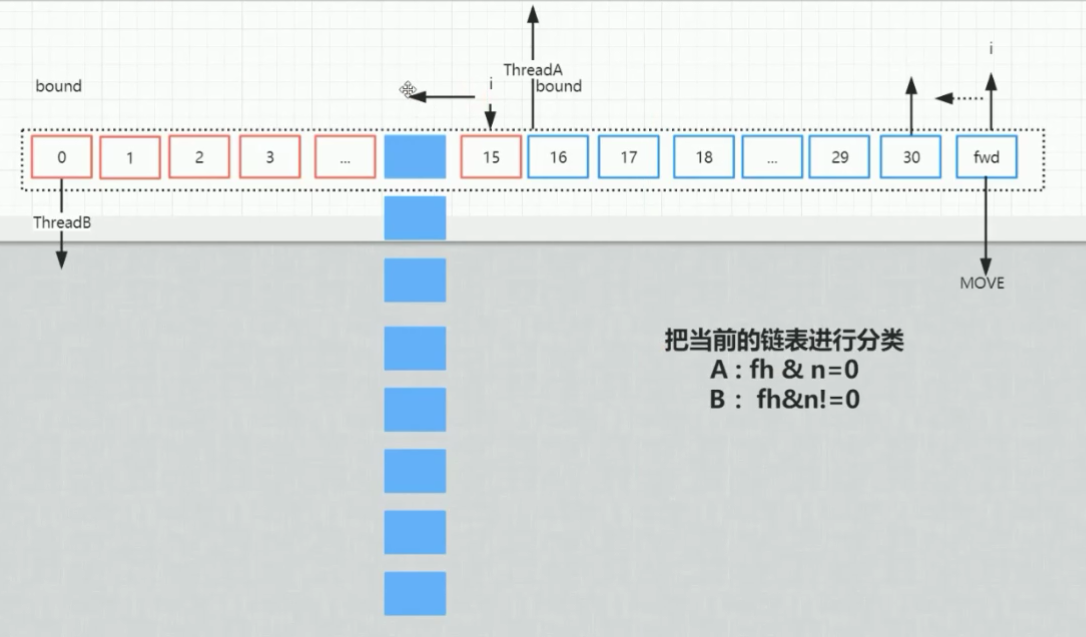 i
ThreadA
bound
i
bound
0
1
2
3
...
15
16
17
18
...
29
30
fwd
ThreadB
MOVE
把当前的链表进行分类
A : fh & n=0
B： fh&n!=0